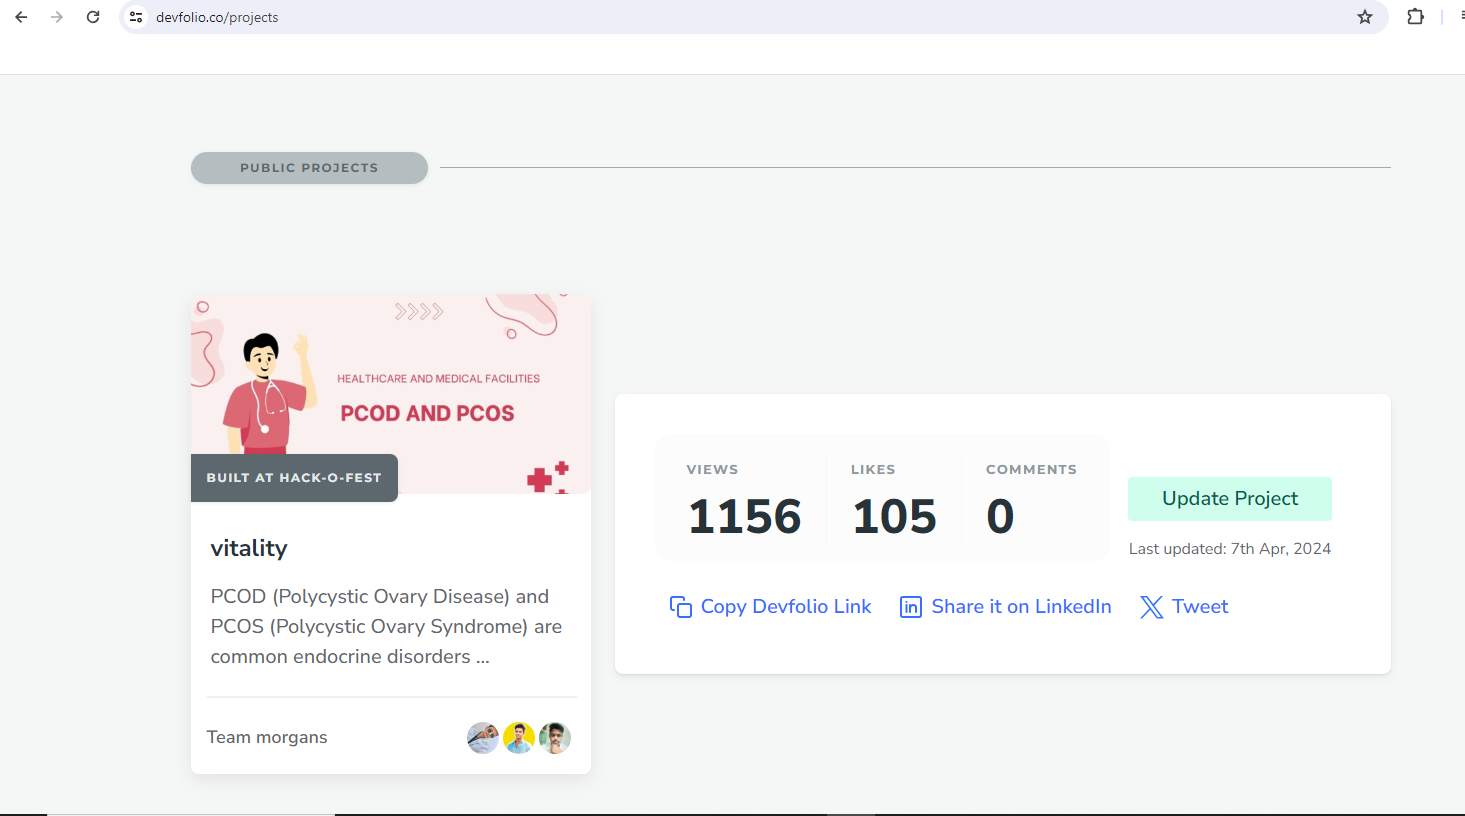 devfolio.co/projects
PUBLIC PROJECTS
HEALTHCARE AND MEDICAL FACILITIES
PCOD AND PCOS
BUILT AT HACK-O-FEST
vitality
PCOD (Polycystic Ovary Disease) and
PCOS (Polycystic Ovary Syndrome) are
common endocrine disorders ...
Team morgans
VIEWS LIKES COMMENTS
1156 105 0
Update Project
Last updated: 7th Apr, 2024
Copy Devfolio Link Share it on LinkedIn Tweet